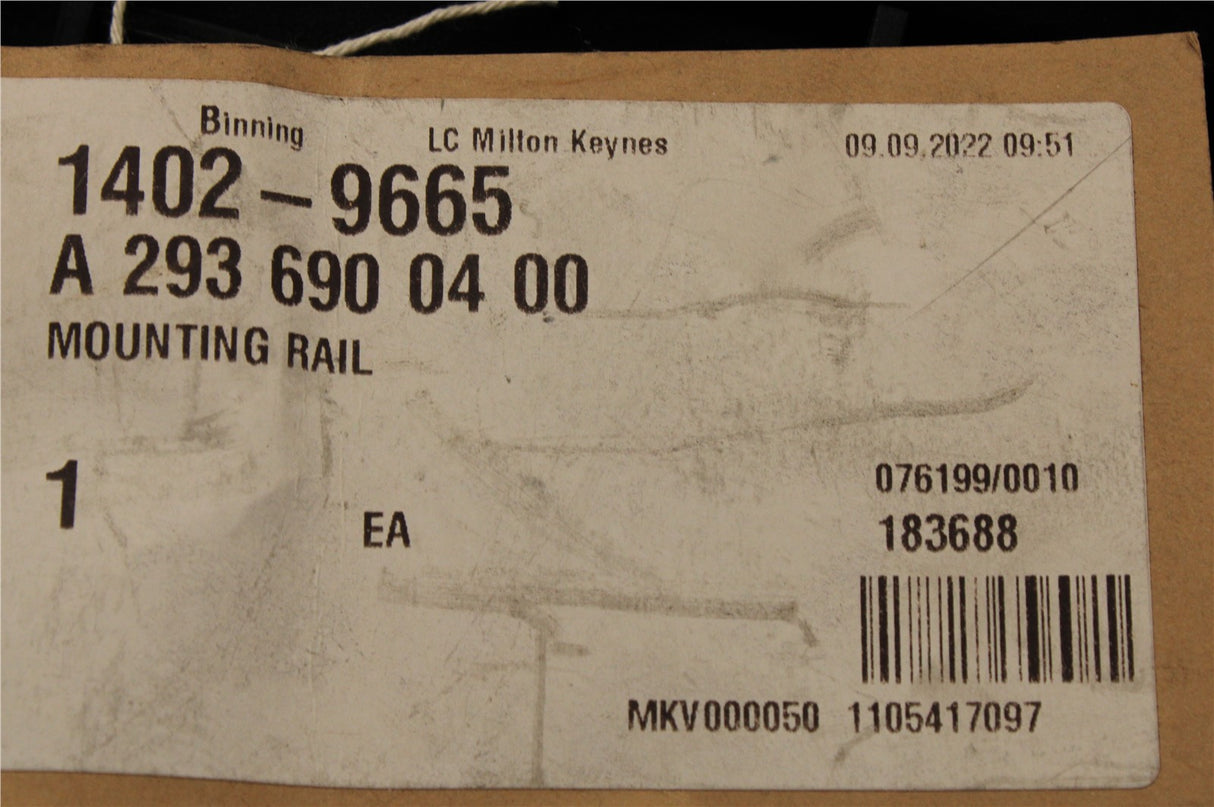 Binning LC Milton Keynes 09.09.2022 09:51
1402 – 9665
A 293 690 04 00
MOUNTING RAIL
076199/0010
1 EA 183688
MKV000050 1105417097